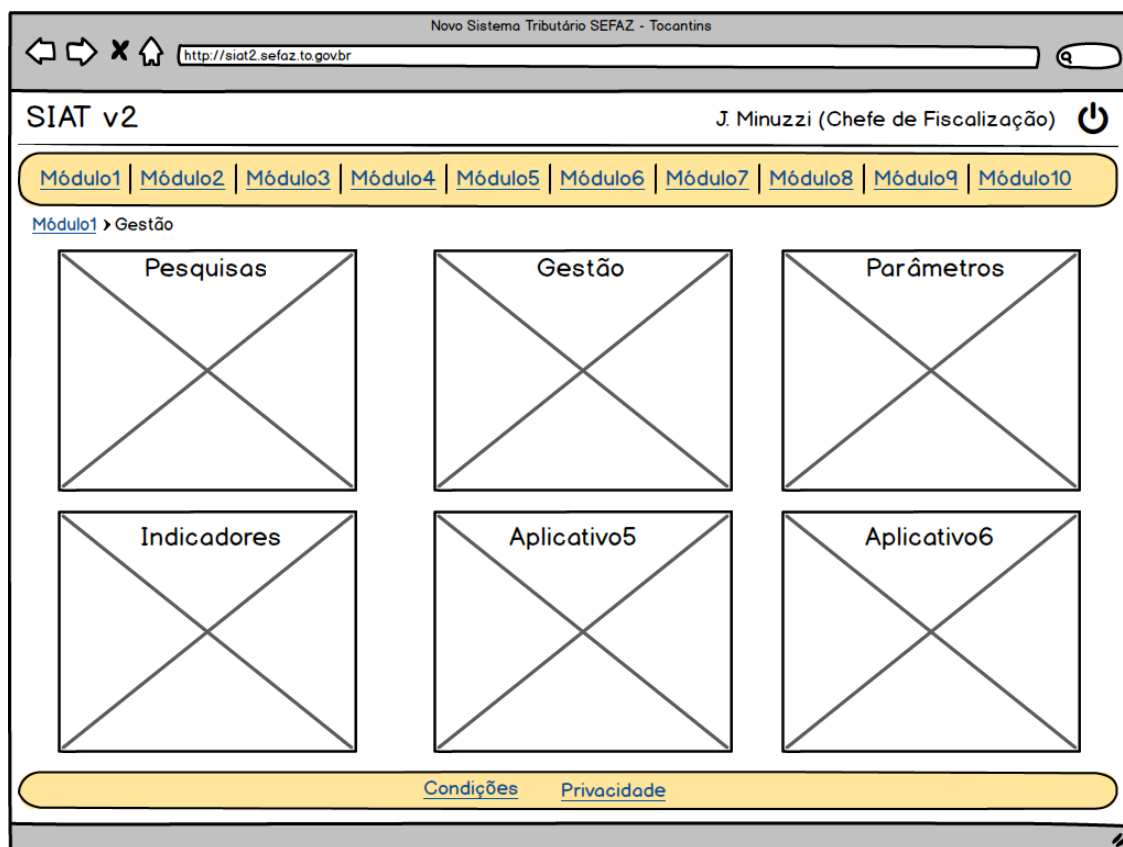 Novo Sistema Tributário SEFAZ - Tocantins
http://siat2.sefaz.to.gov.br
SIAT v2 J. Minuzzi (Chefe de Fiscalização)
Módulo1 | Módulo2 | Módulo3 | Módulo4 | Módulo5 | Módulo6 | Módulo7 | Módulo8 | Módulo9 | Módulo10
Módulo1 > Gestão
Pesquisas Gestão Parâmetros
Indicadores Aplicativo5 Aplicativo6
Condições Privacidade